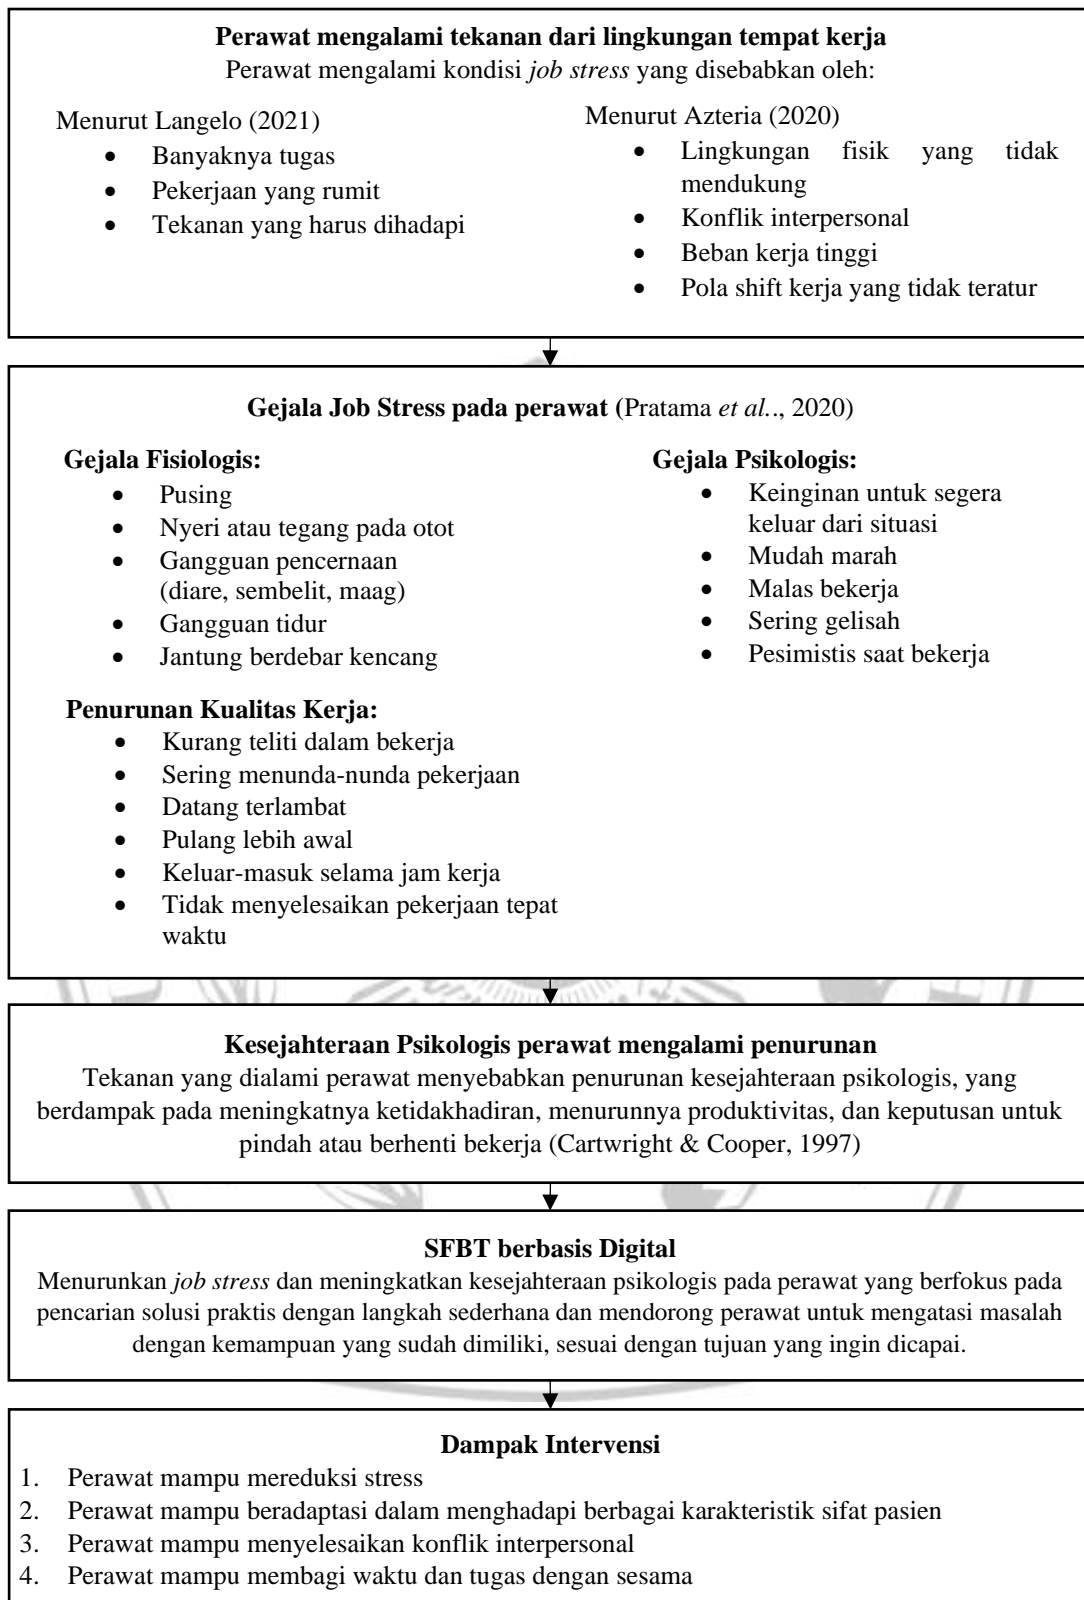 Perawat mengalami tekanan dari lingkungan tempat kerja
Perawat mengalami kondisi job stress yang disebabkan oleh:
Menurut Langelo (2021)
• Banyaknya tugas
• Pekerjaan yang rumit
• Tekanan yang harus dihadapi
Menurut Azteria (2020)
• Lingkungan fisik yang tidak
mendukung
• Konflik interpersonal
• Beban kerja tinggi
• Pola shift kerja yang tidak teratur
Gejala Job Stress pada perawat (Pratama et al.., 2020)
Gejala Fisiologis:
• Pusing
• Nyeri atau tegang pada otot
• Gangguan pencernaan
(diare, sembelit, maag)
• Gangguan tidur
• Jantung berdebar kencang
Gejala Psikologis:
• Keinginan untuk segera
keluar dari situasi
• Mudah marah
• Malas bekerja
• Sering gelisah
• Pesimistis saat bekerja
Penurunan Kualitas Kerja:
• Kurang teliti dalam bekerja
• Sering menunda-nunda pekerjaan
• Datang terlambat
• Pulang lebih awal
• Keluar-masuk selama jam kerja
• Tidak menyelesaikan pekerjaan tepat
waktu
Kesejahteraan Psikologis perawat mengalami penurunan
Tekanan yang dialami perawat menyebabkan penurunan kesejahteraan psikologis, yang
berdampak pada meningkatnya ketidakhadiran, menurunnya produktivitas, dan keputusan untuk
pindah atau berhenti bekerja (Cartwright & Cooper, 1997)
SFBT berbasis Digital
Menurunkan job stress dan meningkatkan kesejahteraan psikologis pada perawat yang berfokus pada
pencarian solusi praktis dengan langkah sederhana dan mendorong perawat untuk mengatasi masalah
dengan kemampuan yang sudah dimiliki, sesuai dengan tujuan yang ingin dicapai.
Dampak Intervensi
1. Perawat mampu mereduksi stress
2. Perawat mampu beradaptasi dalam menghadapi berbagai karakteristik sifat pasien
3. Perawat mampu menyelesaikan konflik interpersonal
4. Perawat mampu membagi waktu dan tugas dengan sesama